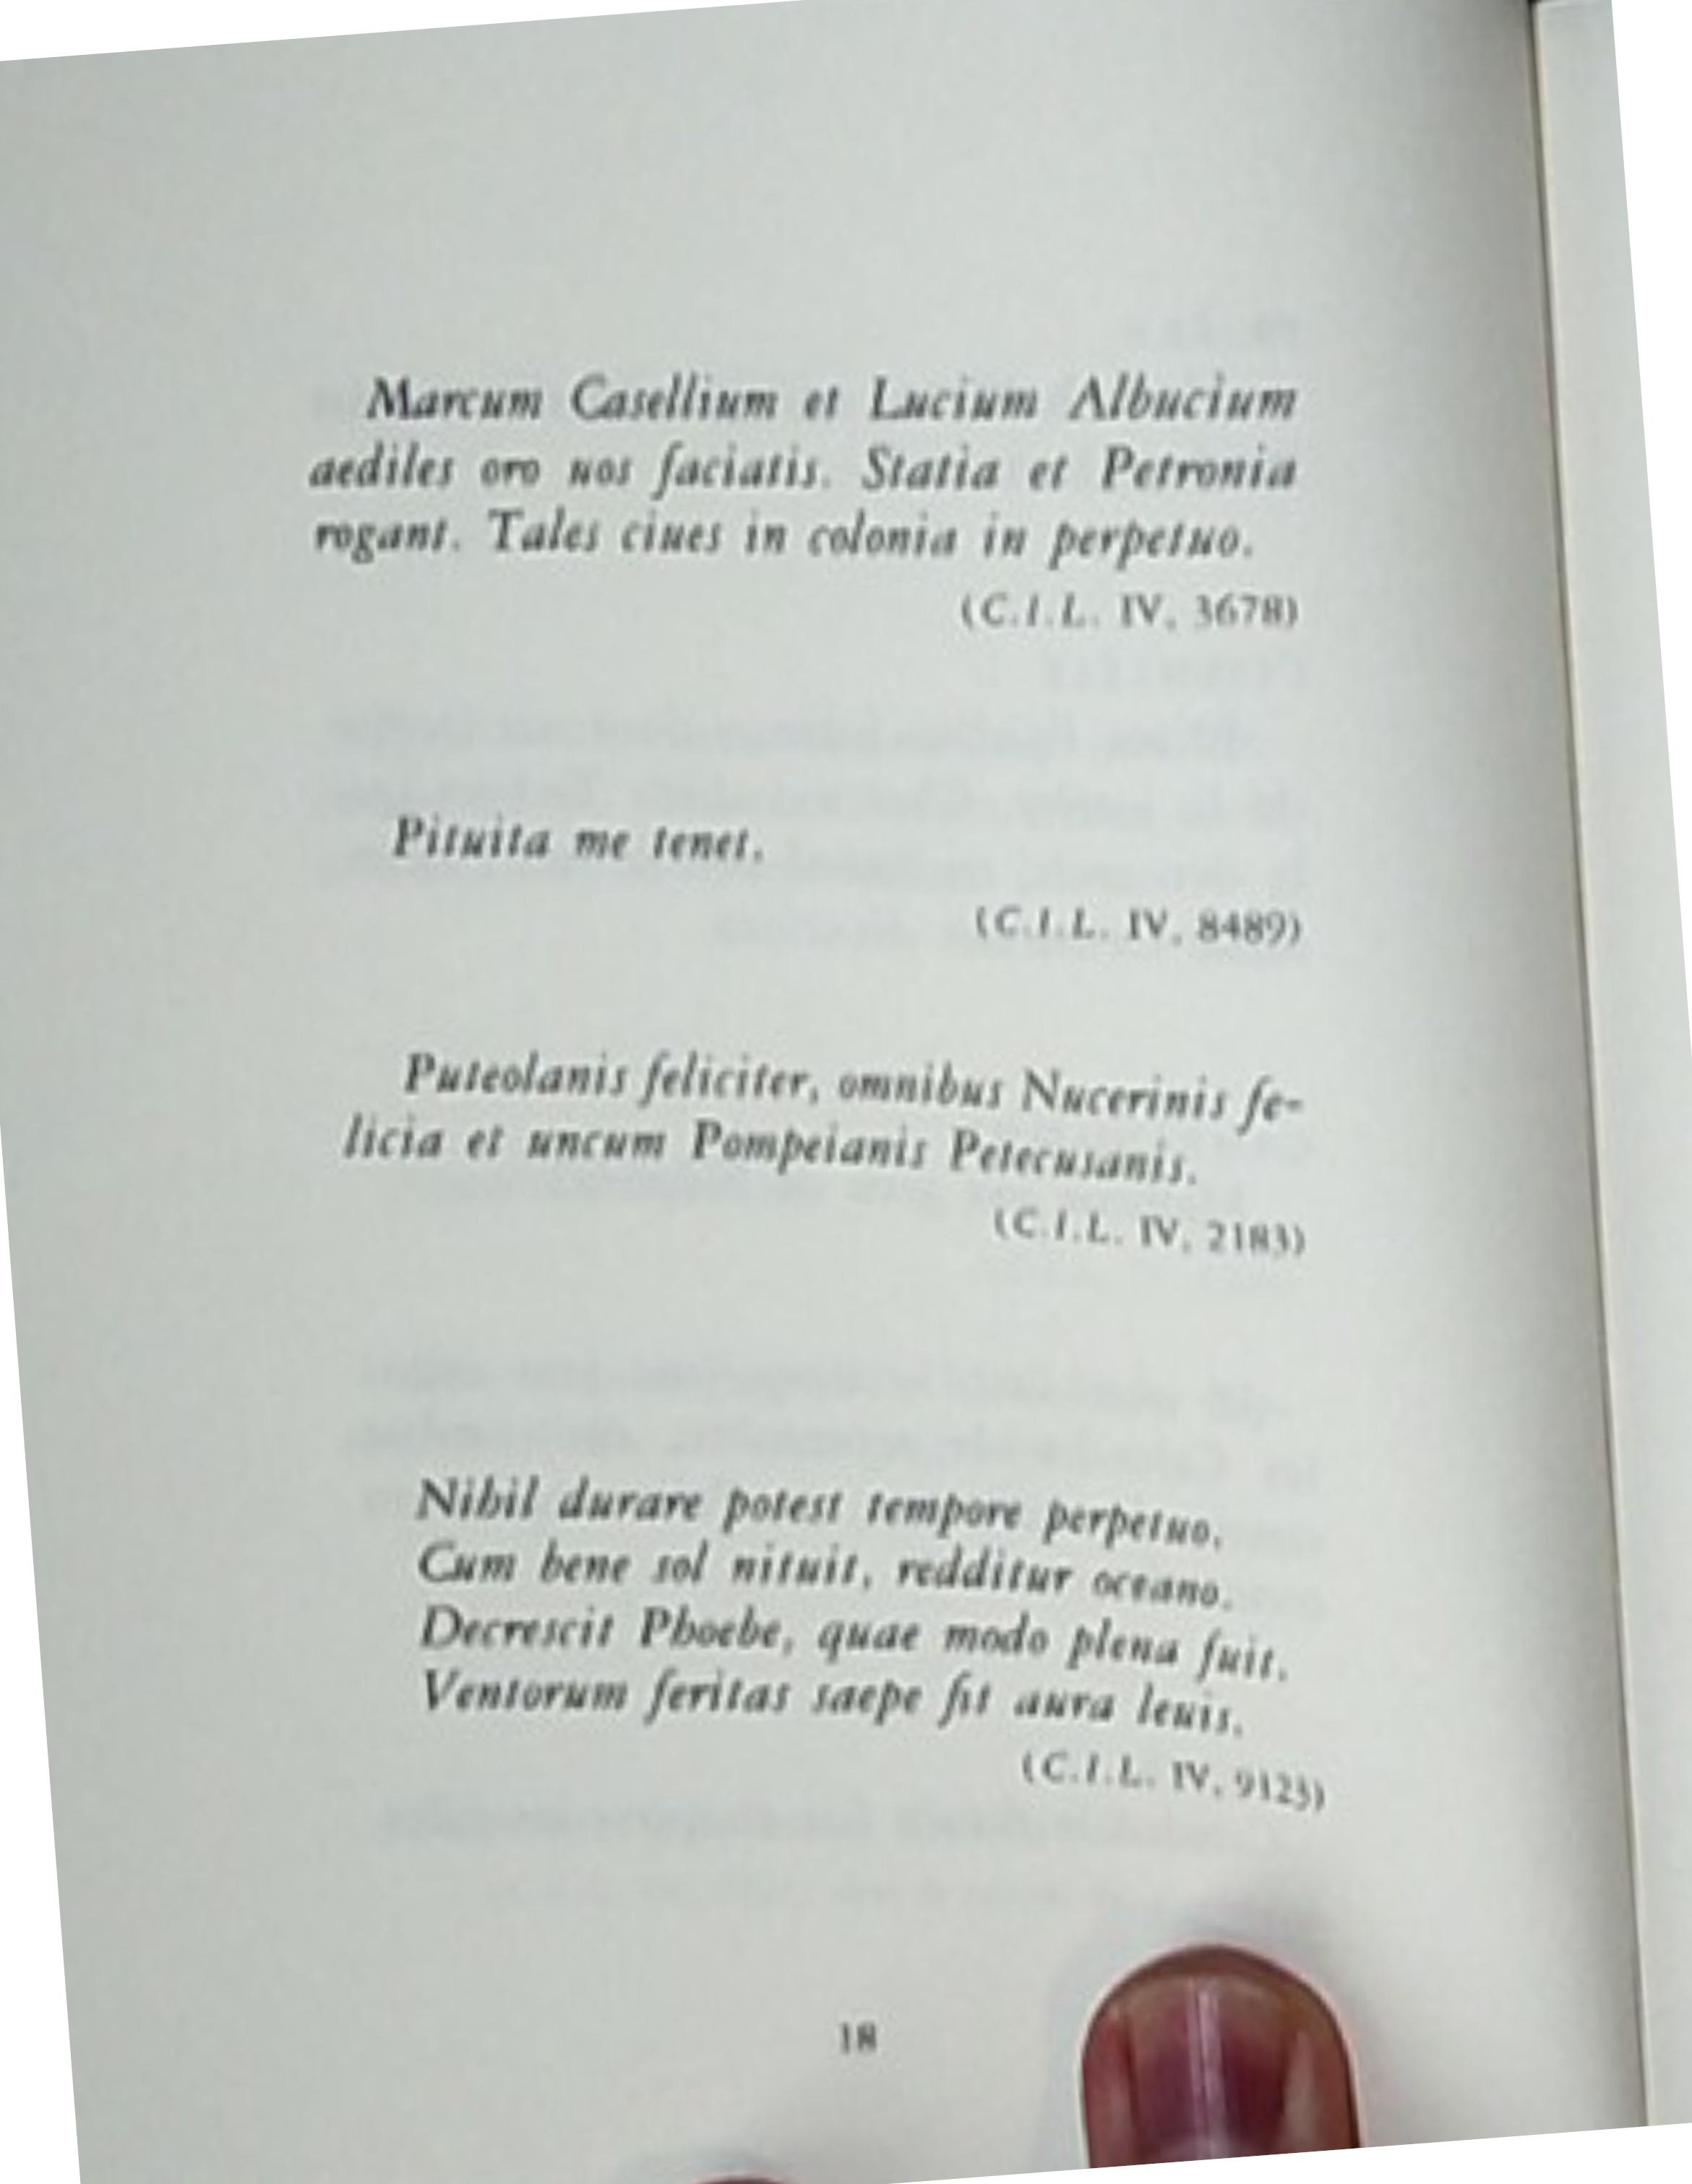 Marcum Casellium et Lucium Albucium
aediles oro uos faciatis. Statia et Petronia
rogant. Tales ciues in colonia in perpetuo.
(C.I.L. IV, 3678)
Pituita me tenet.
(C.I.L. IV, 8489)
Puteolanis feliciter, omnibus Nucerinis fe-
licia et uncum Pompeianis Petecusanis.
(C.I.L. IV, 2183)
Nihil durare potest tempore perpetuo.
Cum bene sol nituit, redditur oceano.
Decrescit Phoebe, quae modo plena fuit.
Ventorum feritas saepe fit aura leuis.
(C.I.L. IV, 9123)
18